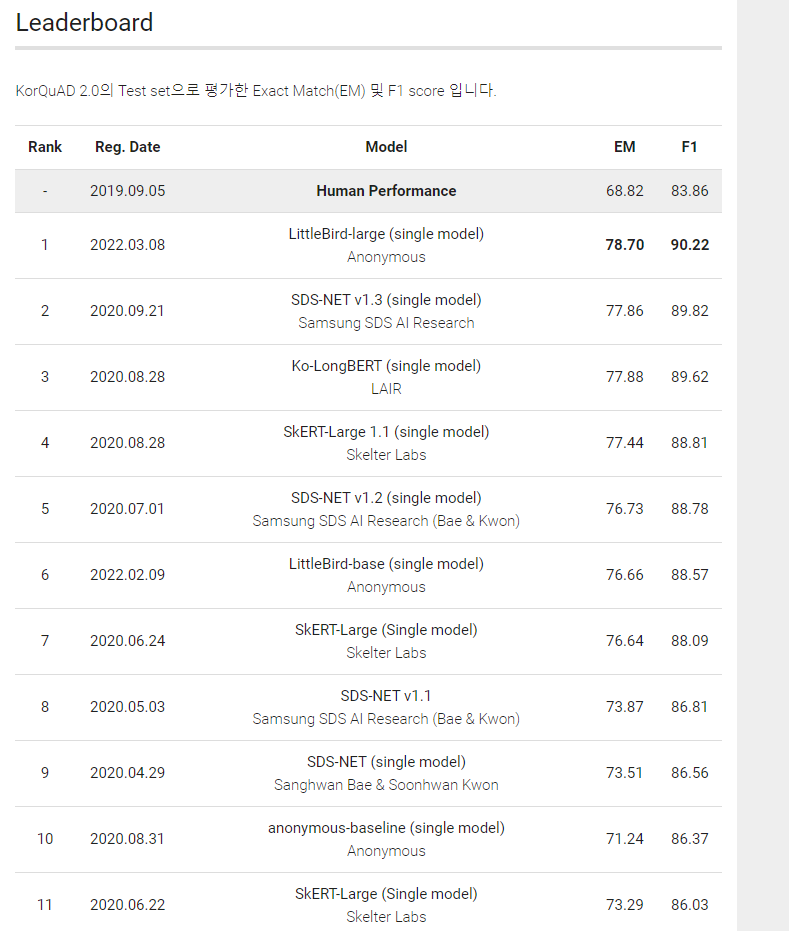 Leaderboard
KorQuAD 2.0의 Test set으로 평가한 Exact Match(EM) 및 F1 score 입니다.
Rank Reg. Date Model EM F1
- 2019.09.05 Human Performance 68.82 83.86
1 2022.03.08 LittleBird-large (single model) 78.70 90.22
Anonymous
2 2020.09.21 SDS-NET v1.3 (single model) 77.86 89.82
Samsung SDS AI Research
3 2020.08.28 Ko-LongBERT (single model) 77.88 89.62
LAIR
4 2020.08.28 SkERT-Large 1.1 (single model) 77.44 88.81
Skelter Labs
5 2020.07.01 SDS-NET v1.2 (single model) 76.73 88.78
Samsung SDS AI Research (Bae & Kwon)
6 2022.02.09 LittleBird-base (single model) 76.66 88.57
Anonymous
7 2020.06.24 SkERT-Large (Single model) 76.64 88.09
Skelter Labs
8 2020.05.03 SDS-NET v1.1 73.87 86.81
Samsung SDS AI Research (Bae & Kwon)
9 2020.04.29 SDS-NET (single model) 73.51 86.56
Sanghwan Bae & Soonhwan Kwon
10 2020.08.31 anonymous-baseline (single model) 71.24 86.37
Anonymous
11 2020.06.22 SkERT-Large (Single model) 73.29 86.03
Skelter Labs